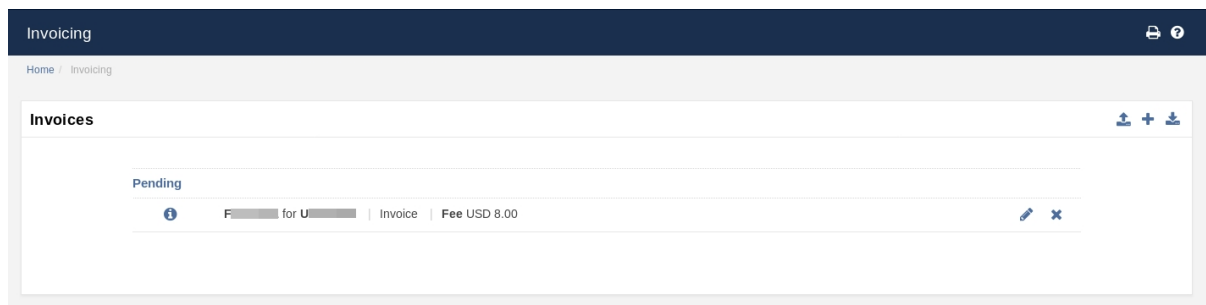 Invoicing
Home / Invoicing
Invoices
Pending
F for U | Invoice | Fee USD 8.00